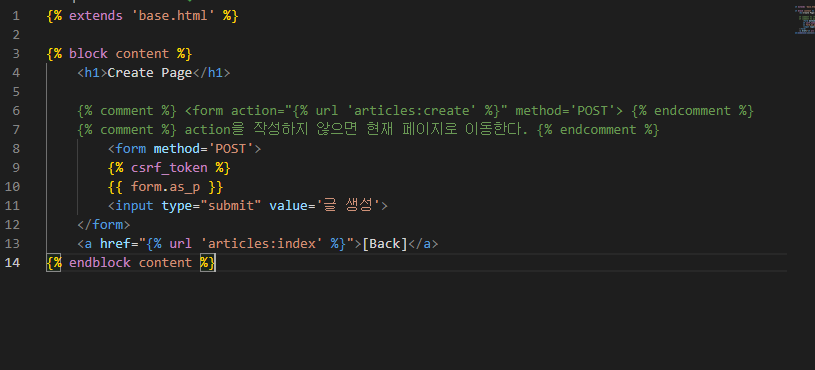 1 {% extends 'base.html' %}
2
3 {% block content %}
4 <h1>Create Page</h1>
5
6 {% comment %} <form action="{% url 'articles:create' %}" method='POST'> {% endcomment %}
7 {% comment %} action을 작성하지 않으면 현재 페이지로 이동한다. {% endcomment %}
8 <form method='POST'>
9 {% csrf_token %}
10 {{ form.as_p }}
11 <input type="submit" value='글 생성'>
12 </form>
13 <a href="{% url 'articles:index' %}">[Back]</a>
14 {% endblock content %}